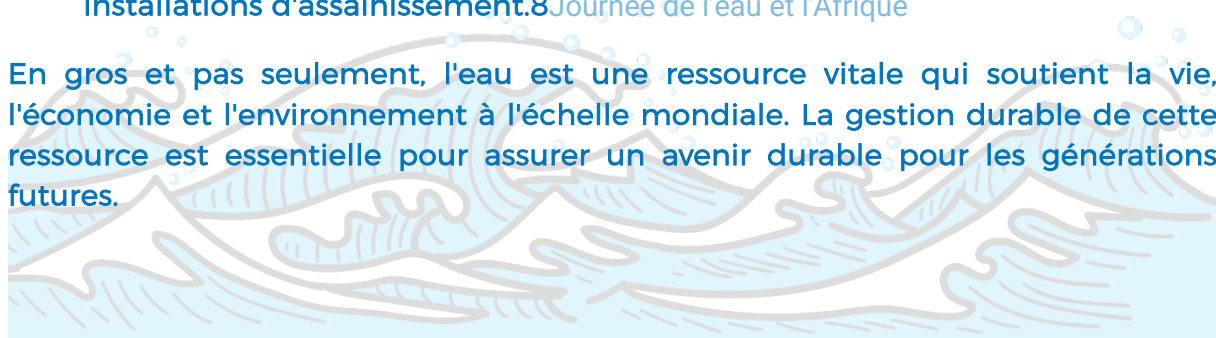 installations d'assainissement.8Journée de l'eau et l'Afrique
En gros et pas seulement, l'eau est une ressource vitale qui soutient la vie,
l'économie et l'environnement à l'échelle mondiale. La gestion durable de cette
ressource est essentielle pour assurer un avenir durable pour les générations
futures.